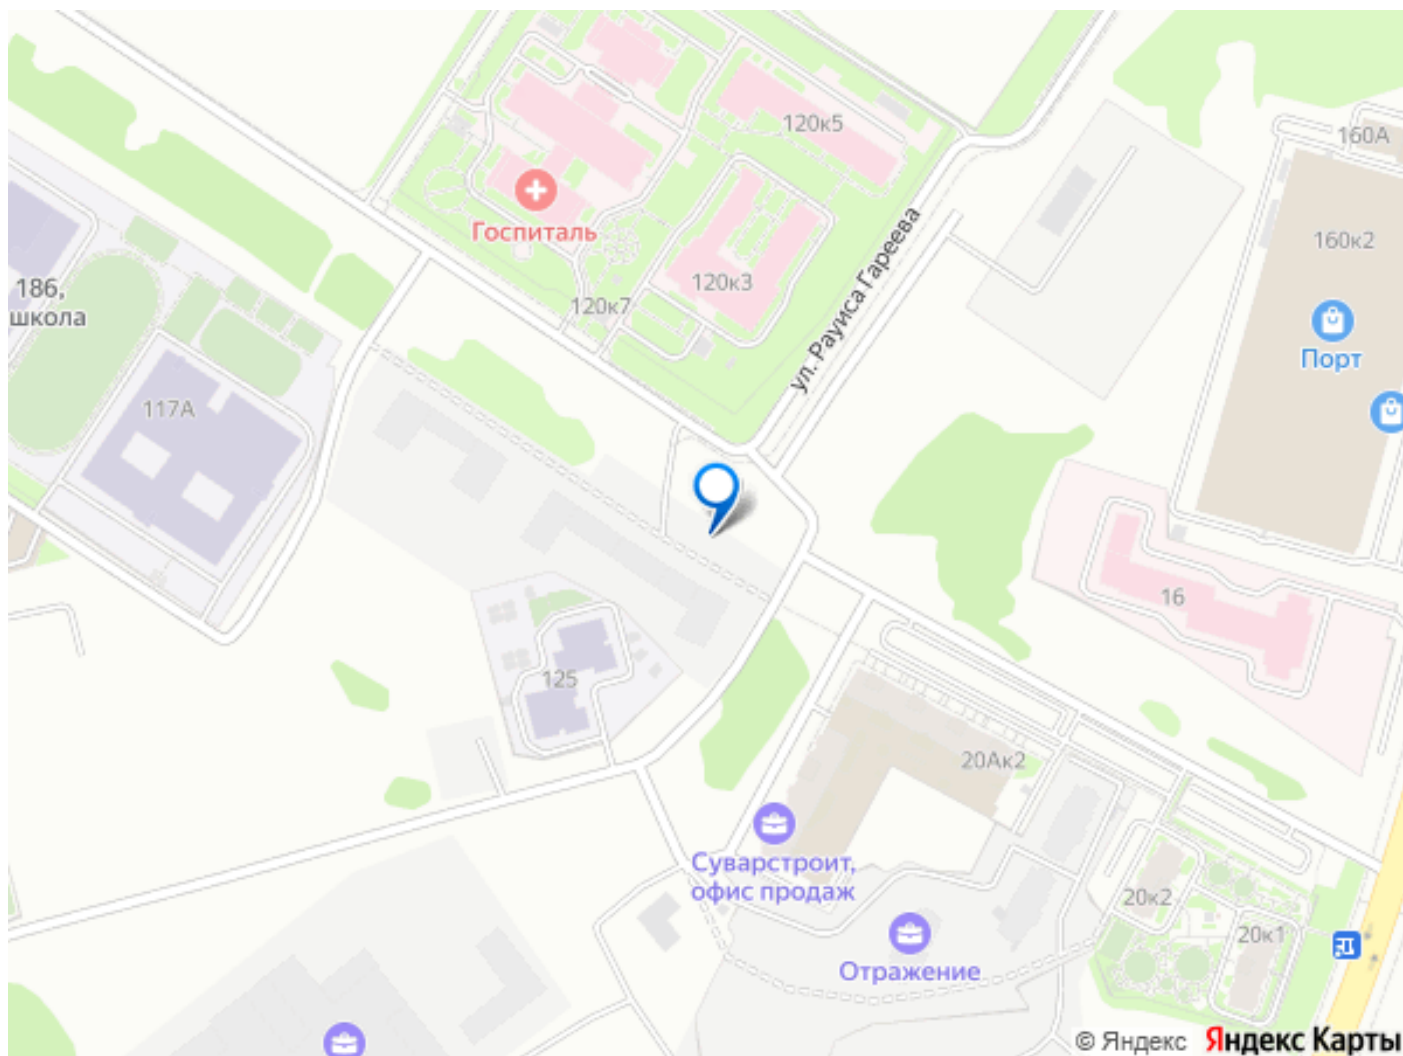 120к5
160А
Госпиталь
160к2
120к3
186,
школа
120к7
ул. Рауиса Гареева
Порт
117А
16
125
20Ак2
Суварстроит,
офис продаж
20к2
20к1
Отражение
© Яндекс Яндекс Карты